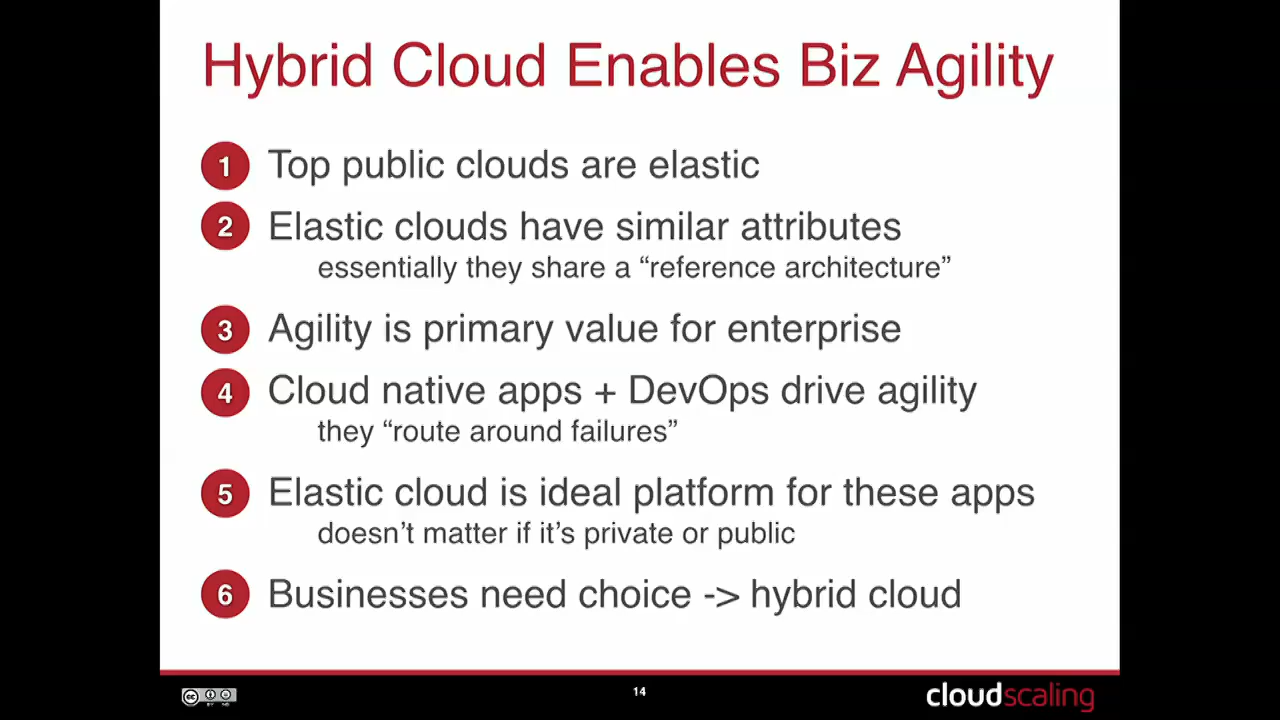 Hybrid Cloud Enables Biz Agility
1 Top public clouds are elastic
2 Elastic clouds have similar attributes
essentially they share a “reference architecture”
3 Agility is primary value for enterprise
4 Cloud native apps + DevOps drive agility
they “route around failures”
5 Elastic cloud is ideal platform for these apps
doesn’t matter if it’s private or public
6 Businesses need choice -> hybrid cloud
cc BY ND
14
cloudscaling